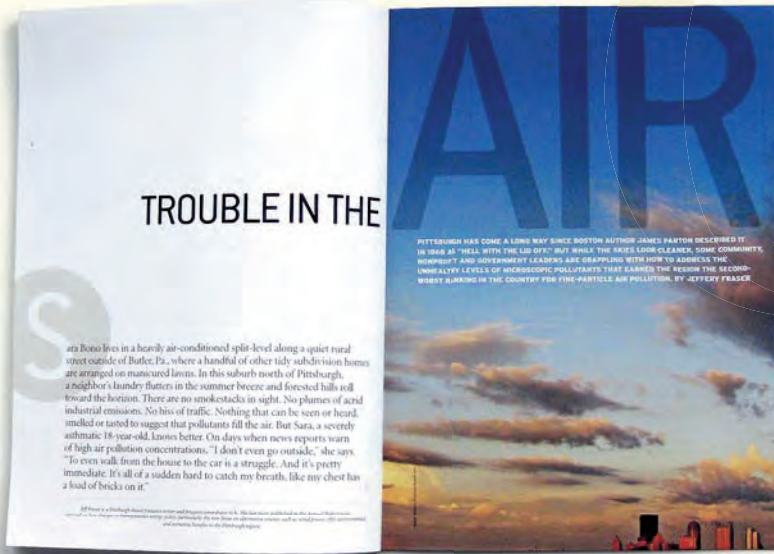 TROUBLE IN THE
AIR
PITTSBURGH HAS COME A LONG WAY SINCE BOSTON AUTHOR JAMES PARTON DESCRIBED IT
IN 1868 AS "HELL WITH THE LID OFF." BUT WHILE THE SKIES LOOK CLEANER, SOME COMMUNITY,
NONPROFIT AND GOVERNMENT LEADERS ARE GRAPPLING WITH HOW TO ADDRESS THE
UNHEALTHY LEVELS OF MICROSCOPIC POLLUTANTS THAT EARNED THE REGION THE SECOND-
WORST RANKING IN THE COUNTRY FOR FINE-PARTICLE AIR POLLUTION. BY JEFFERY FRASER
Sara Bono lives in a heavily air-conditioned split-level along a quiet rural
street outside of Butler, Pa., where a handful of other tidy subdivision homes
are arranged on manicured lawns. In this suburb north of Pittsburgh,
a neighbor's laundry flutters in the summer breeze and forested hills roll
toward the horizon. There are no smokestacks in sight. No plumes of acrid
industrial emissions. No hiss of traffic. Nothing that can be seen or heard,
smelled or tasted to suggest that pollutants fill the air. But Sara, a severely
asthmatic 18-year-old, knows better. On days when news reports warn
of high air pollution concentrations, "I don't even go outside," she says.
"To even walk from the house to the car is a struggle. And it's pretty
immediate. It's all of a sudden hard to catch my breath, like my chest has
a load of bricks on it."